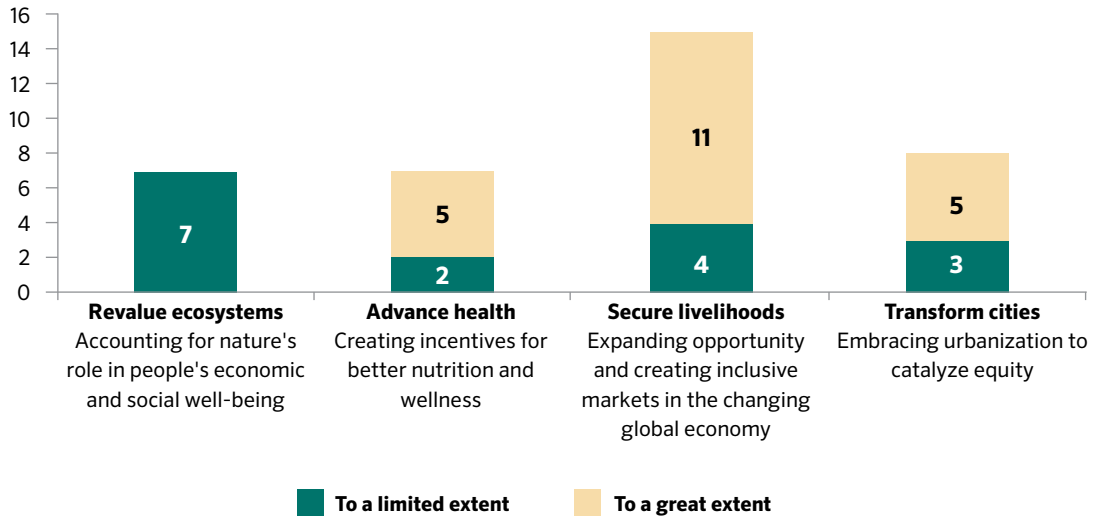 16
14
12
10
8
6
4
2
0
7
5
2
11
4
5
3
Revalue ecosystems
Accounting for nature's
role in people's economic
and social well-being
Advance health
Creating incentives for
better nutrition and
wellness
Secure livelihoods
Expanding opportunity
and creating inclusive
markets in the changing
global economy
Transform cities
Embracing urbanization to
catalyze equity
To a limited extent
To a great extent